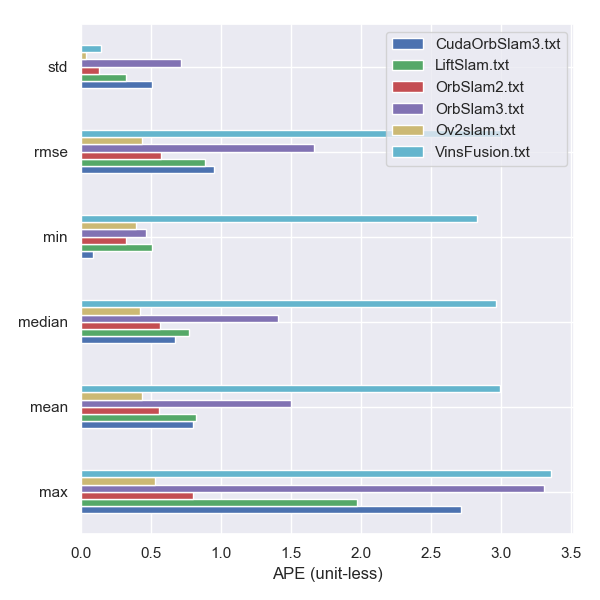 CudaOrbSlam3.txt
LiftSlam.txt
OrbSlam2.txt
OrbSlam3.txt
Ov2slam.txt
VinsFusion.txt
std
rmse
min
median
mean
max
0.0 0.5 1.0 1.5 2.0 2.5 3.0 3.5
APE (unit-less)